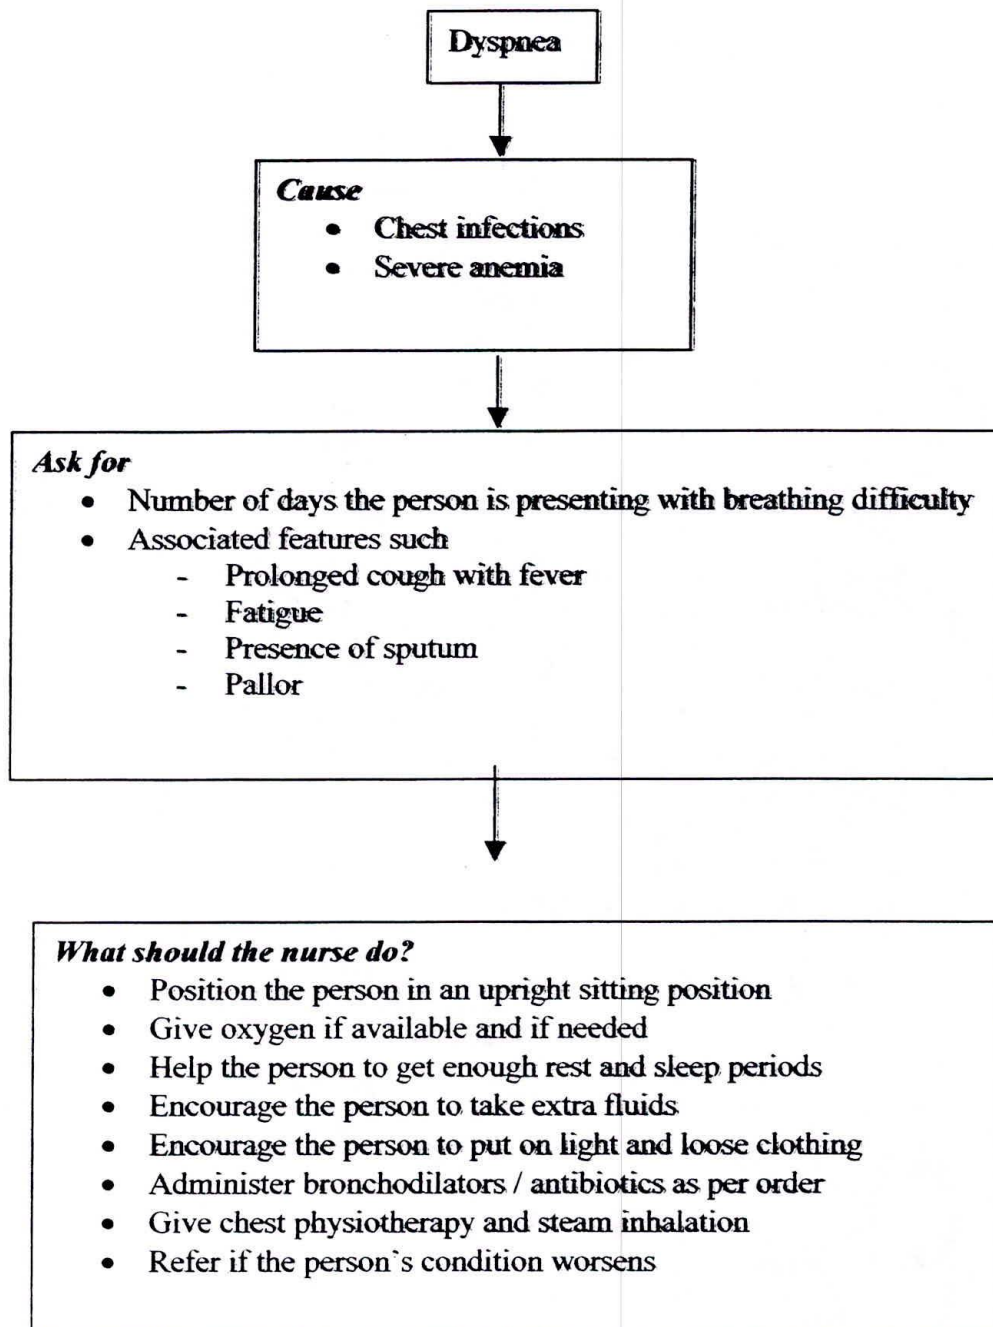 Dyspnea
Cause
• Chest infections
• Severe anemia
Ask for
• Number of days the person is presenting with breathing difficulty
• Associated features such
- Prolonged cough with fever
- Fatigue
- Presence of sputum
- Pallor
What should the nurse do?
• Position the person in an upright sitting position
• Give oxygen if available and if needed
• Help the person to get enough rest and sleep periods
• Encourage the person to take extra fluids
• Encourage the person to put on light and loose clothing
• Administer bronchodilators / antibiotics as per order
• Give chest physiotherapy and steam inhalation
• Refer if the person`s condition worsens